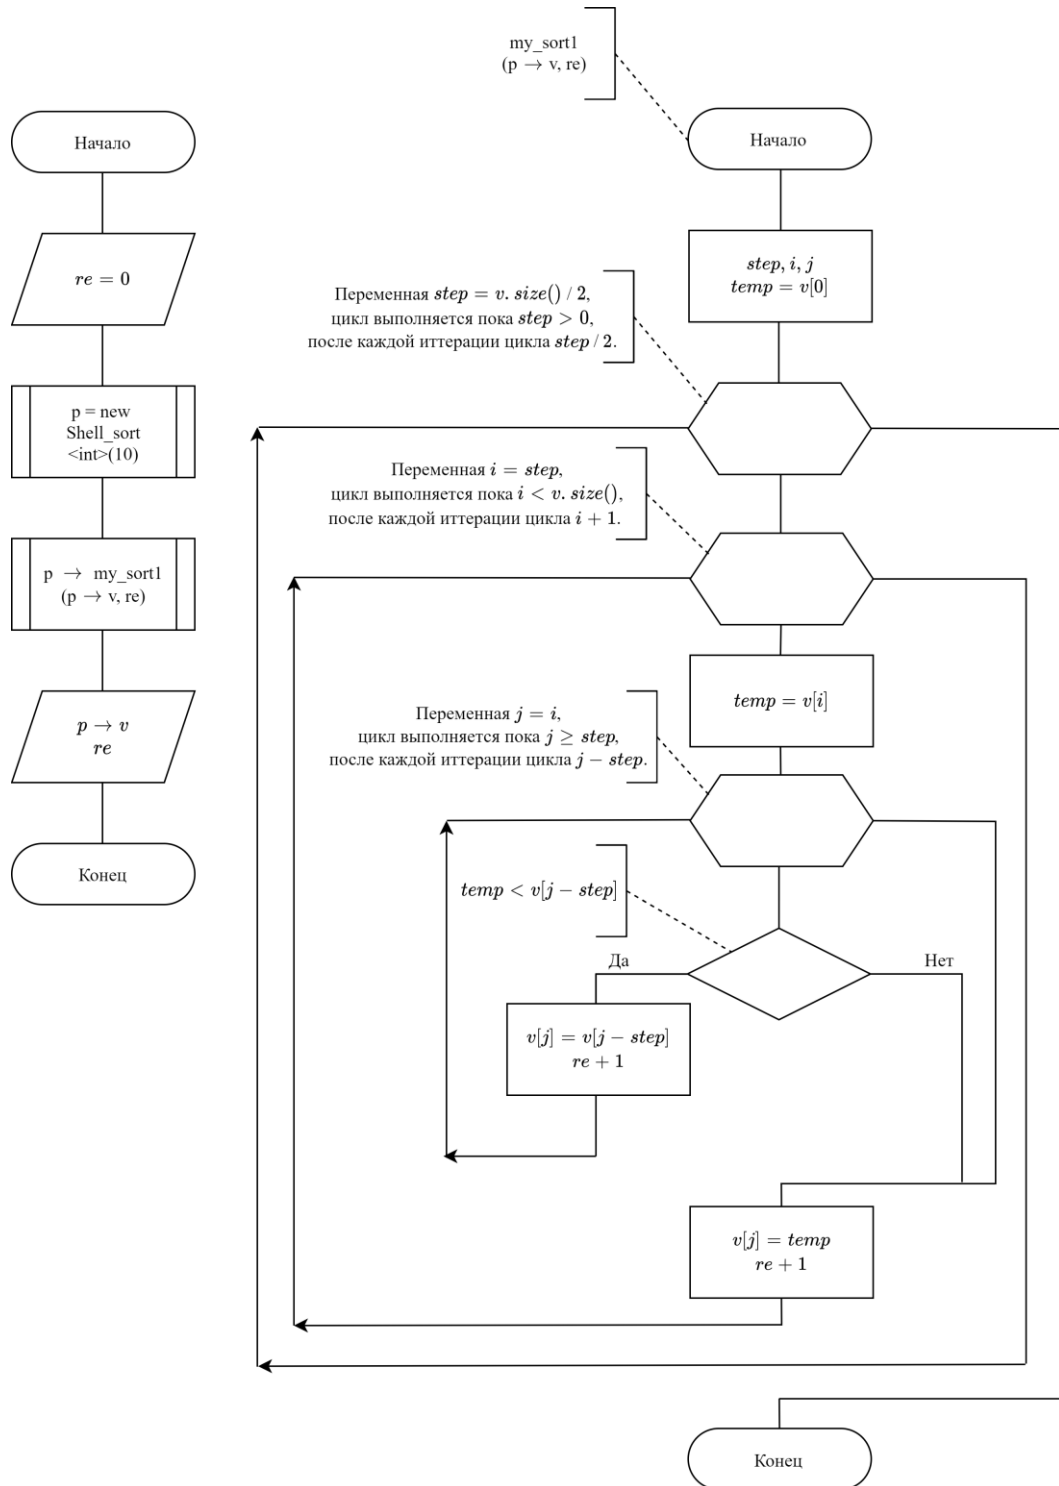 Начало
re = 0
p = new
Shell_sort
<int>(10)
p → my_sort1
(p → v, re)
p → v
re
Конец
my_sort1
(p → v, re)
Начало
step, i, j
temp = v[0]
Переменная step = v. size() / 2,
цикл выполняется пока step > 0,
после каждой иттерации цикла step / 2.
Переменная i = step,
цикл выполняется пока i < v. size(),
после каждой иттерации цикла i + 1.
temp = v[i]
Переменная j = i,
цикл выполняется пока j ≥ step,
после каждой иттерации цикла j − step.
temp < v[j − step]
Да
Нет
v[j] = v[j − step]
re + 1
v[j] = temp
re + 1
Конец